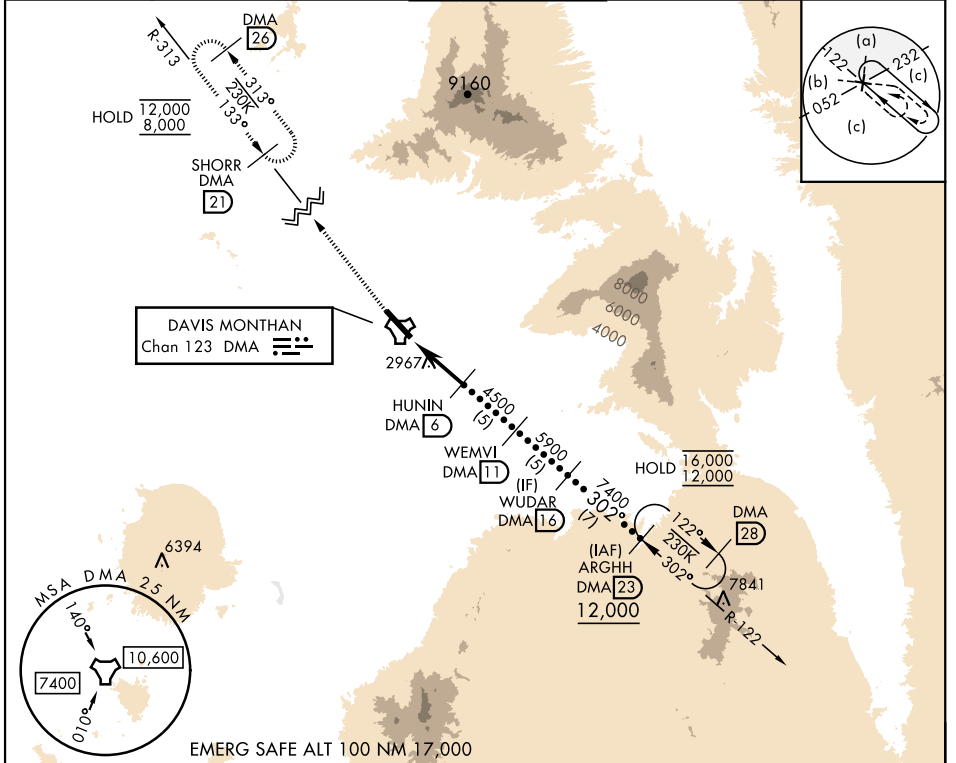 DMA
26
R-313
313°
230K
133°
HOLD 12,000
8,000
SHORR
DMA
21
9160
(a)
122
232
(b)
(c)
052
(c)
DAVIS MONTHAN
Chan 123 DMA
2967
8000
6000
4000
HUNIN
DMA 6
4500
(5)
WEMVI
DMA 11
5900
(5)
(IF)
WUDAR
DMA 16
7400
302°
(7)
HOLD 16,000
12,000
DMA
28
122°
230K
302°
(IAF)
ARGHH
DMA 23
12,000
7841
R-122
6394
MSA DMA 25 NM
140°
10,600
7400
010°
EMERG SAFE ALT 100 NM 17,000